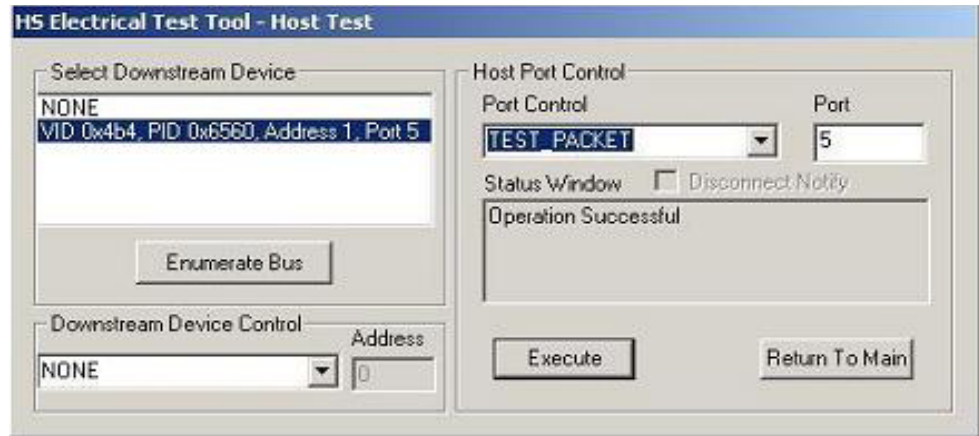 HS Electrical Test Tool - Host Test
Select Downstream Device
NONE
VID 0x4b4, PID 0x6560, Address 1, Port 5
Enumerate Bus
Downstream Device Control
Address
NONE
0
Host Port Control
Port Control
Port
TEST_PACKET
5
Status Window
Disconnect Notify
Operation Successful
Execute
Return To Main